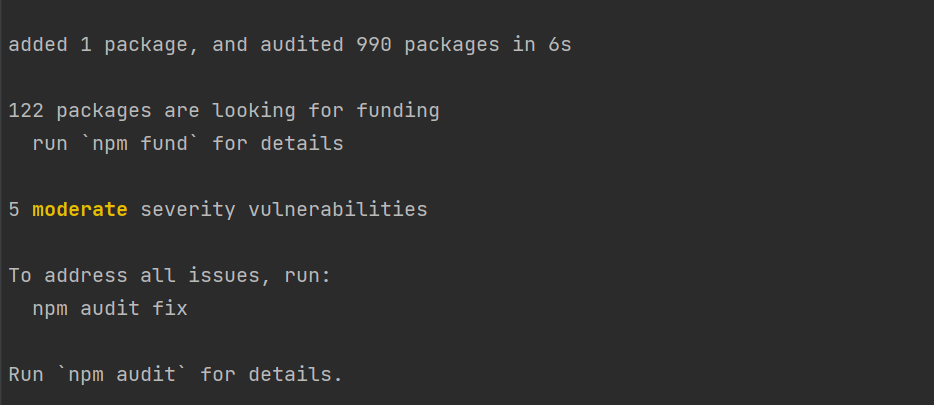 added 1 package, and audited 990 packages in 6s
122 packages are looking for funding
run `npm fund` for details
5 moderate severity vulnerabilities
To address all issues, run:
npm audit fix
Run `npm audit` for details.